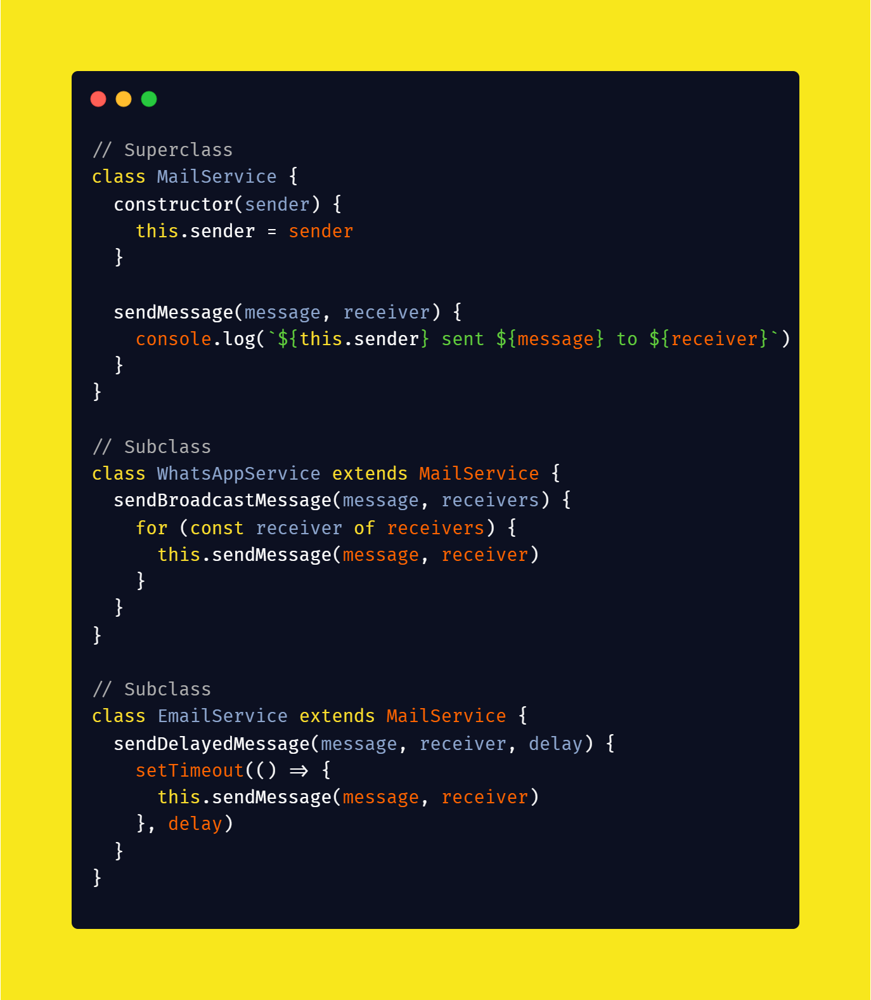 // Superclass
class MailService {
  constructor(sender) {
    this.sender = sender
  }

  sendMessage(message, receiver) {
    console.log(`${this.sender} sent ${message} to ${receiver}`)
  }
}

// Subclass
class WhatsAppService extends MailService {
  sendBroadcastMessage(message, receivers) {
    for (const receiver of receivers) {
      this.sendMessage(message, receiver)
    }
  }
}

// Subclass
class EmailService extends MailService {
  sendDelayedMessage(message, receiver, delay) {
    setTimeout(() => {
      this.sendMessage(message, receiver)
    }, delay)
  }
}